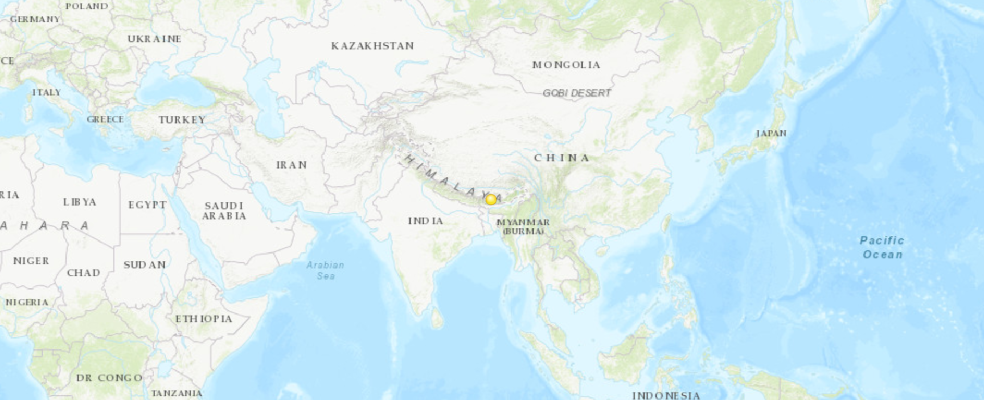 POLAND
GERMANY
UKRAINE
KAZAKHSTAN
MONGOLIA
CE
GOBI DESERT
ITALY
GREECE
TURKEY
JAPAN
IRAN
CHINA
HIMALAYA
RIA
LIBYA
EGYPT
SAUDI
ARABIA
INDIA
MYANMAR
(BURMA)
AHARA
Pacific
Ocean
NIGER
CHAD
SUDAN
Arabian
Sea
NIGERIA
ETHIOPIA
DR CONGO
TANZANIA
INDONESIA